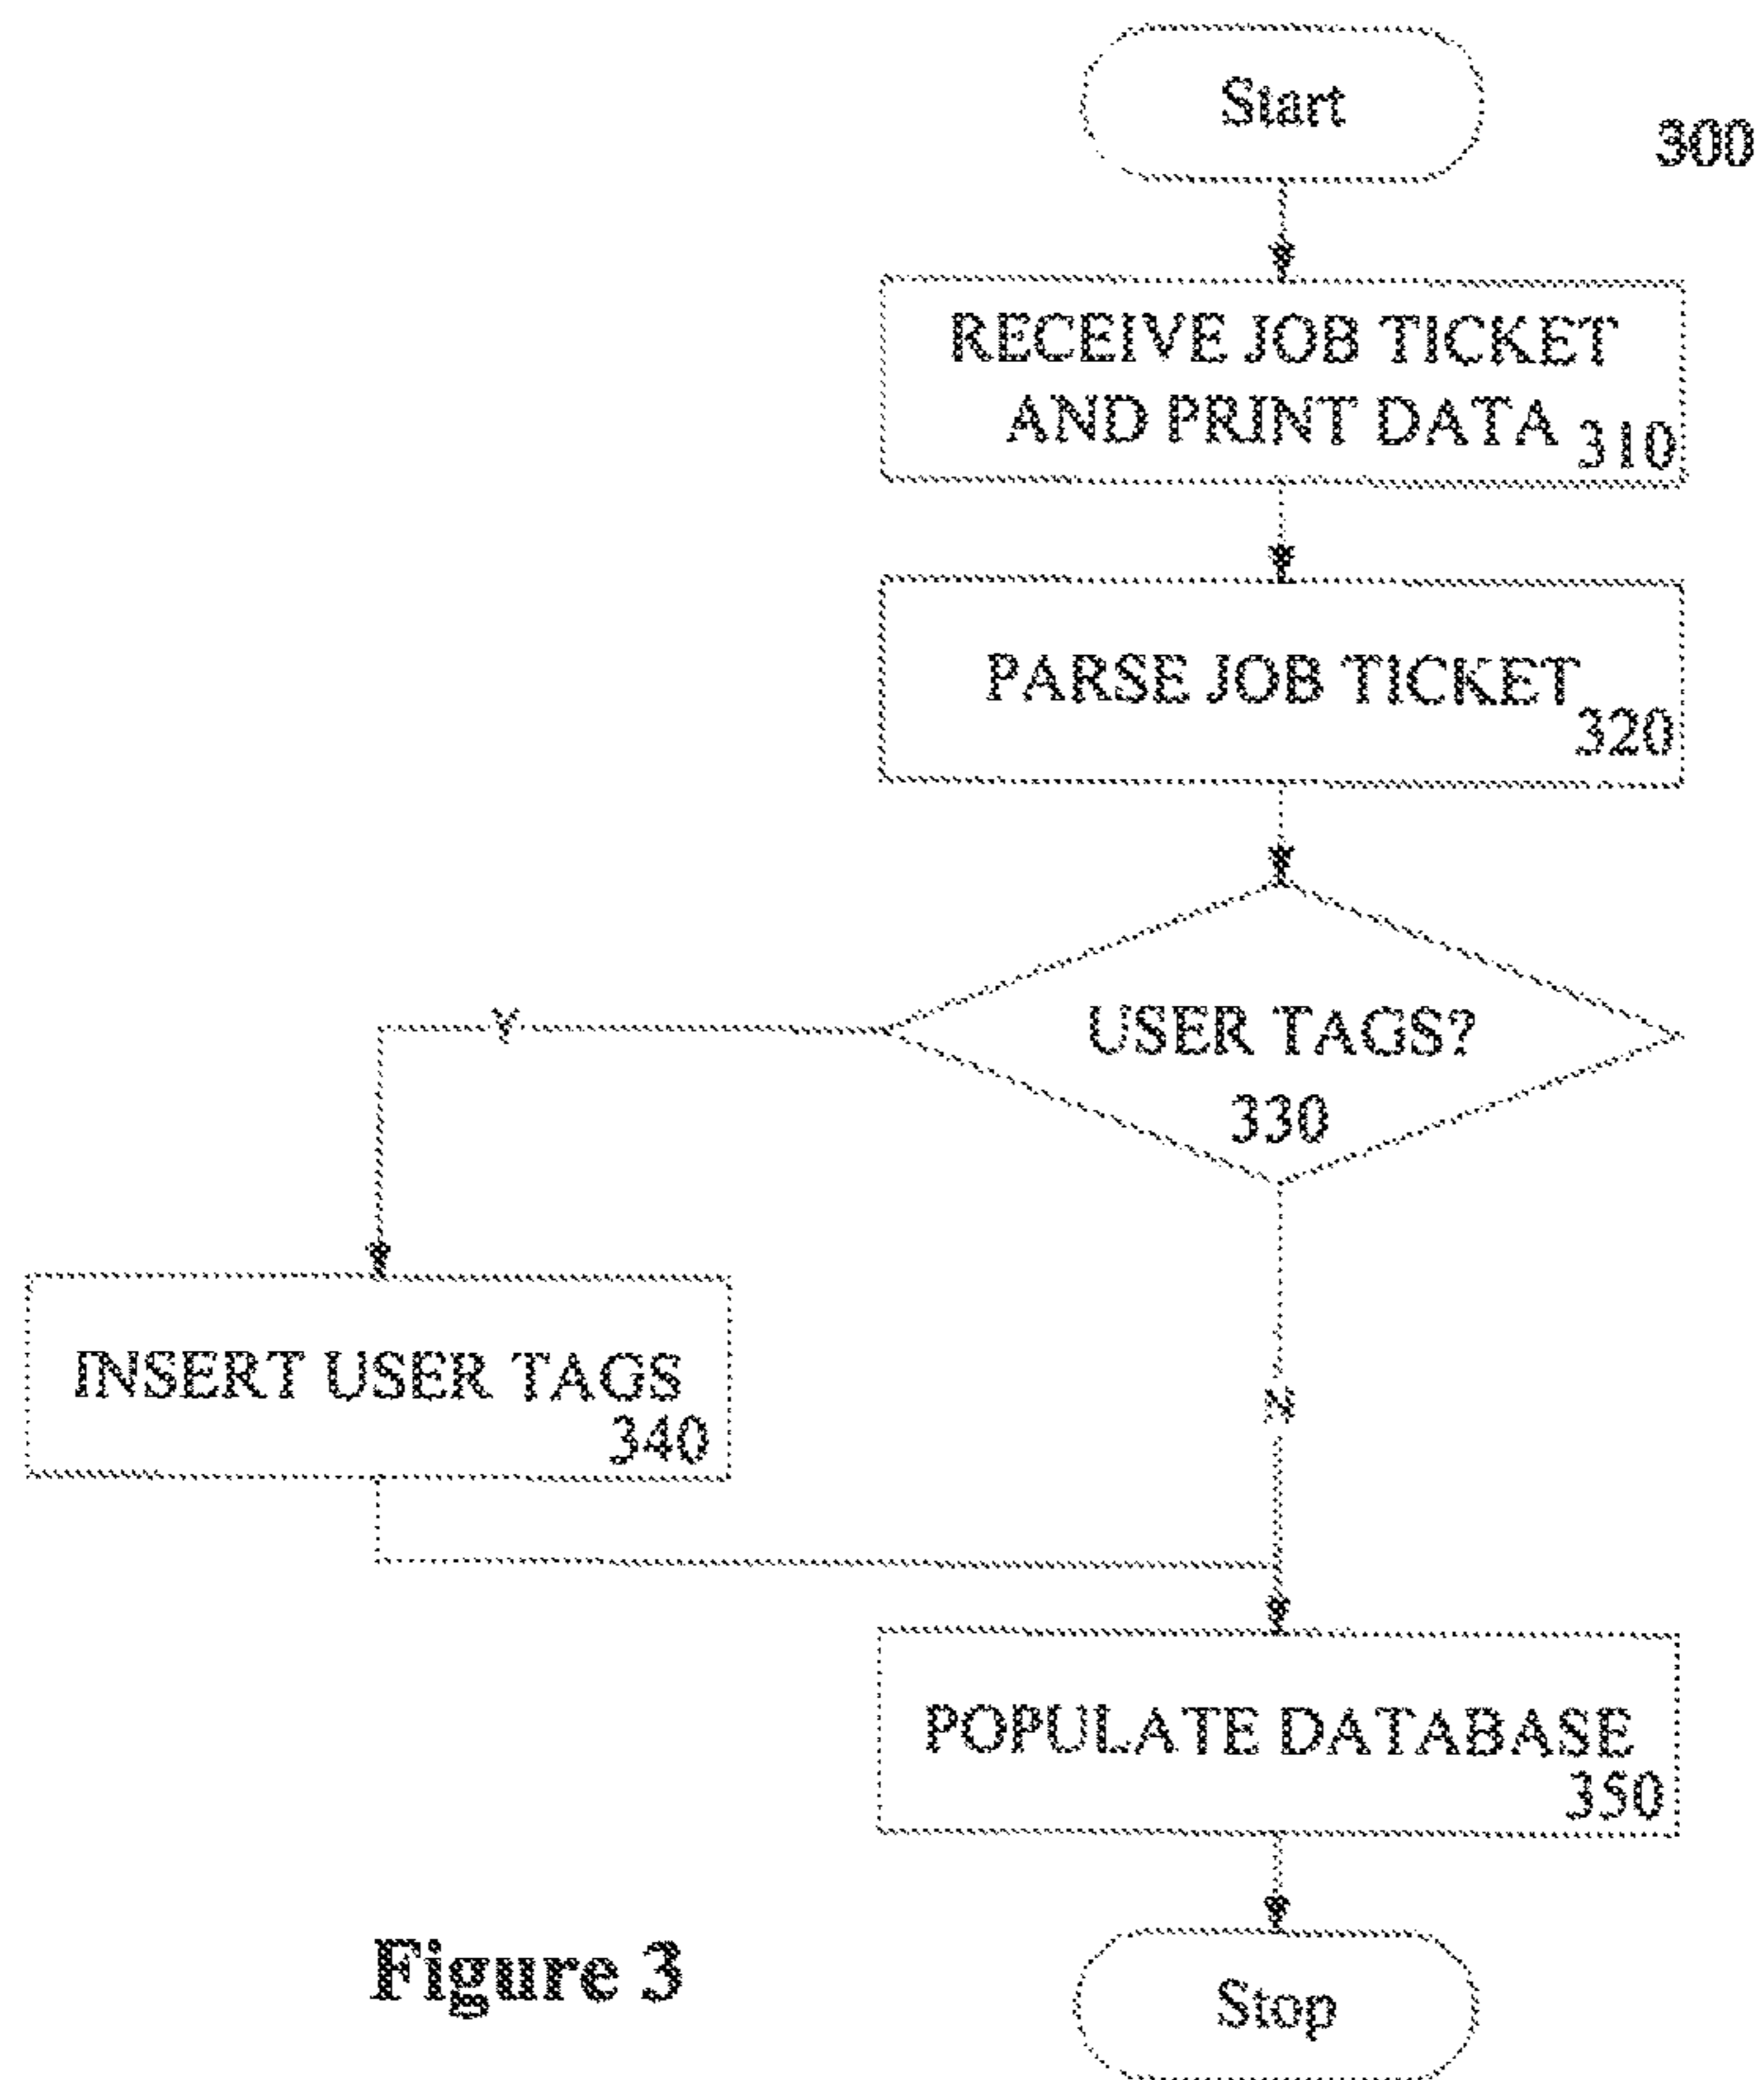 Start
300
RECEIVE JOB TICKET
AND PRINT DATA
310
PARSE JOB TICKET
320
USER TAGS?
330
Y
INSERT USER TAGS
340
N
POPULATE DATABASE
350
Stop
Figure 3